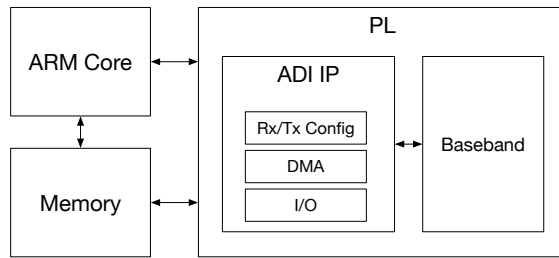 PL
ARM Core
ADI IP
Rx/Tx Config
DMA
I/O
Baseband
Memory